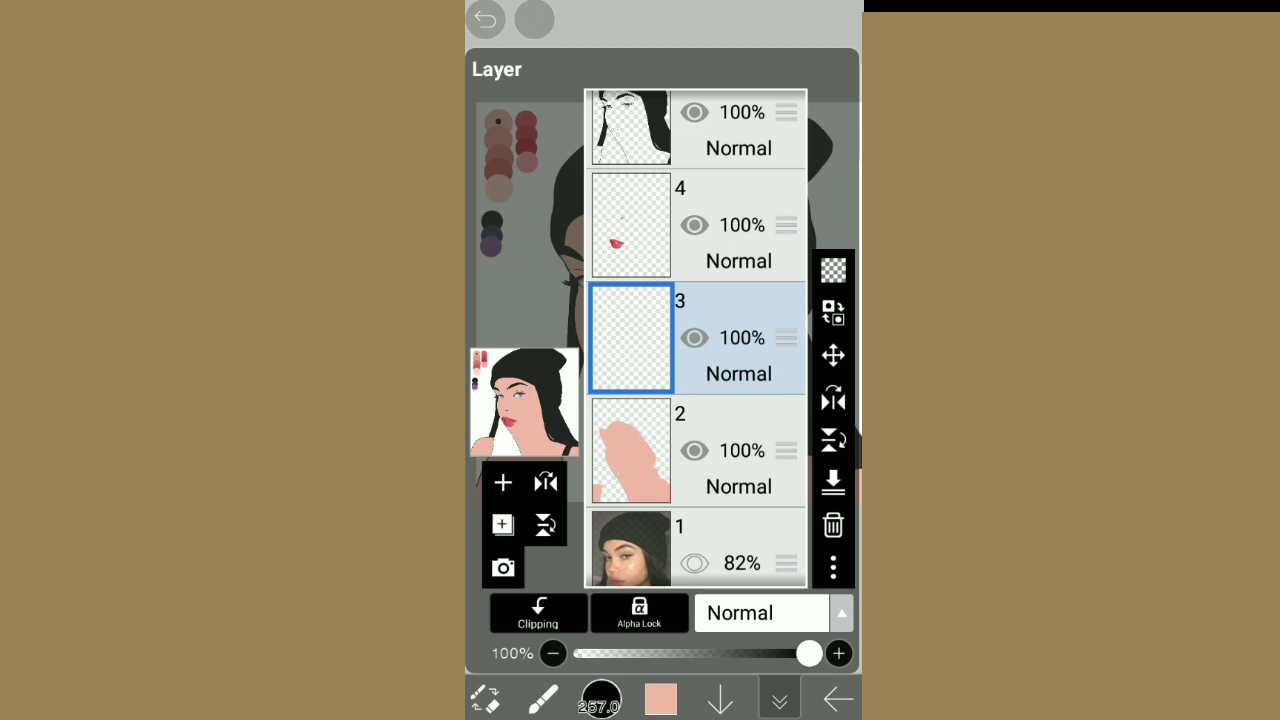 Layer
100%
Normal
4
100%
Normal
3
100%
Normal
2
100%
Normal
1
82%
Clipping
α
Alpha Lock
Normal
100%
257.0